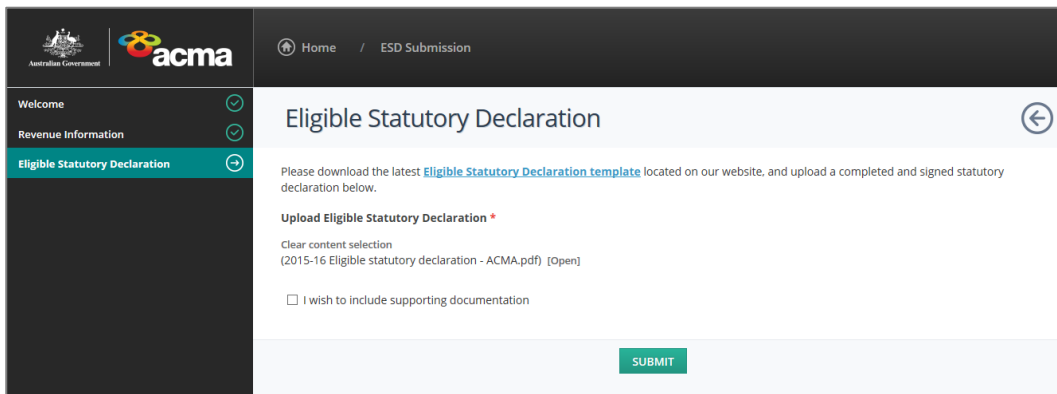 Australian Government
acma
Home / ESD Submission
Welcome
Revenue Information
Eligible Statutory Declaration
Eligible Statutory Declaration
Please download the latest Eligible Statutory Declaration template located on our website, and upload a completed and signed statutory
declaration below.
Upload Eligible Statutory Declaration *
Clear content selection
(2015-16 Eligible statutory declaration - ACMA.pdf) [Open]
I wish to include supporting documentation
SUBMIT